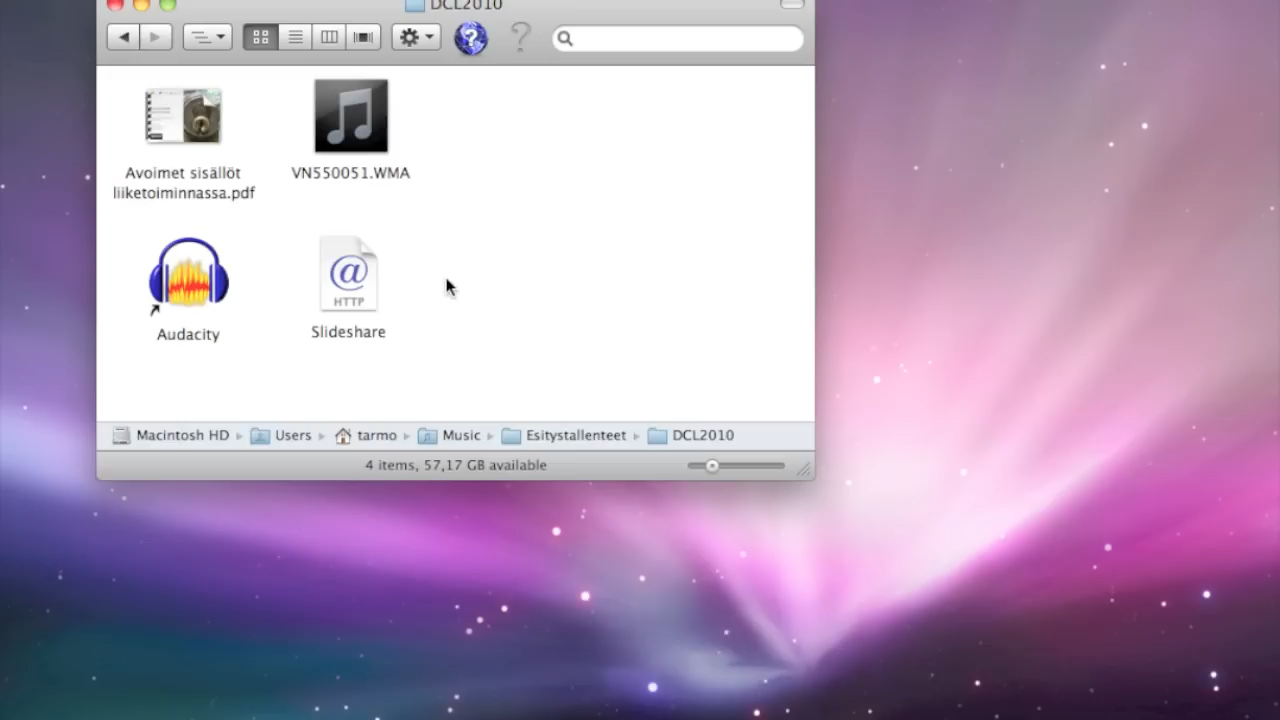 DCL2010
Avoimet sisällöt
liiketoiminnassa.pdf
VN550051.WMA
Audacity
@
HTTP
Slideshare
Macintosh HD Users tarmo Music Esitystallenteet DCL2010
4 items, 57,17 GB available